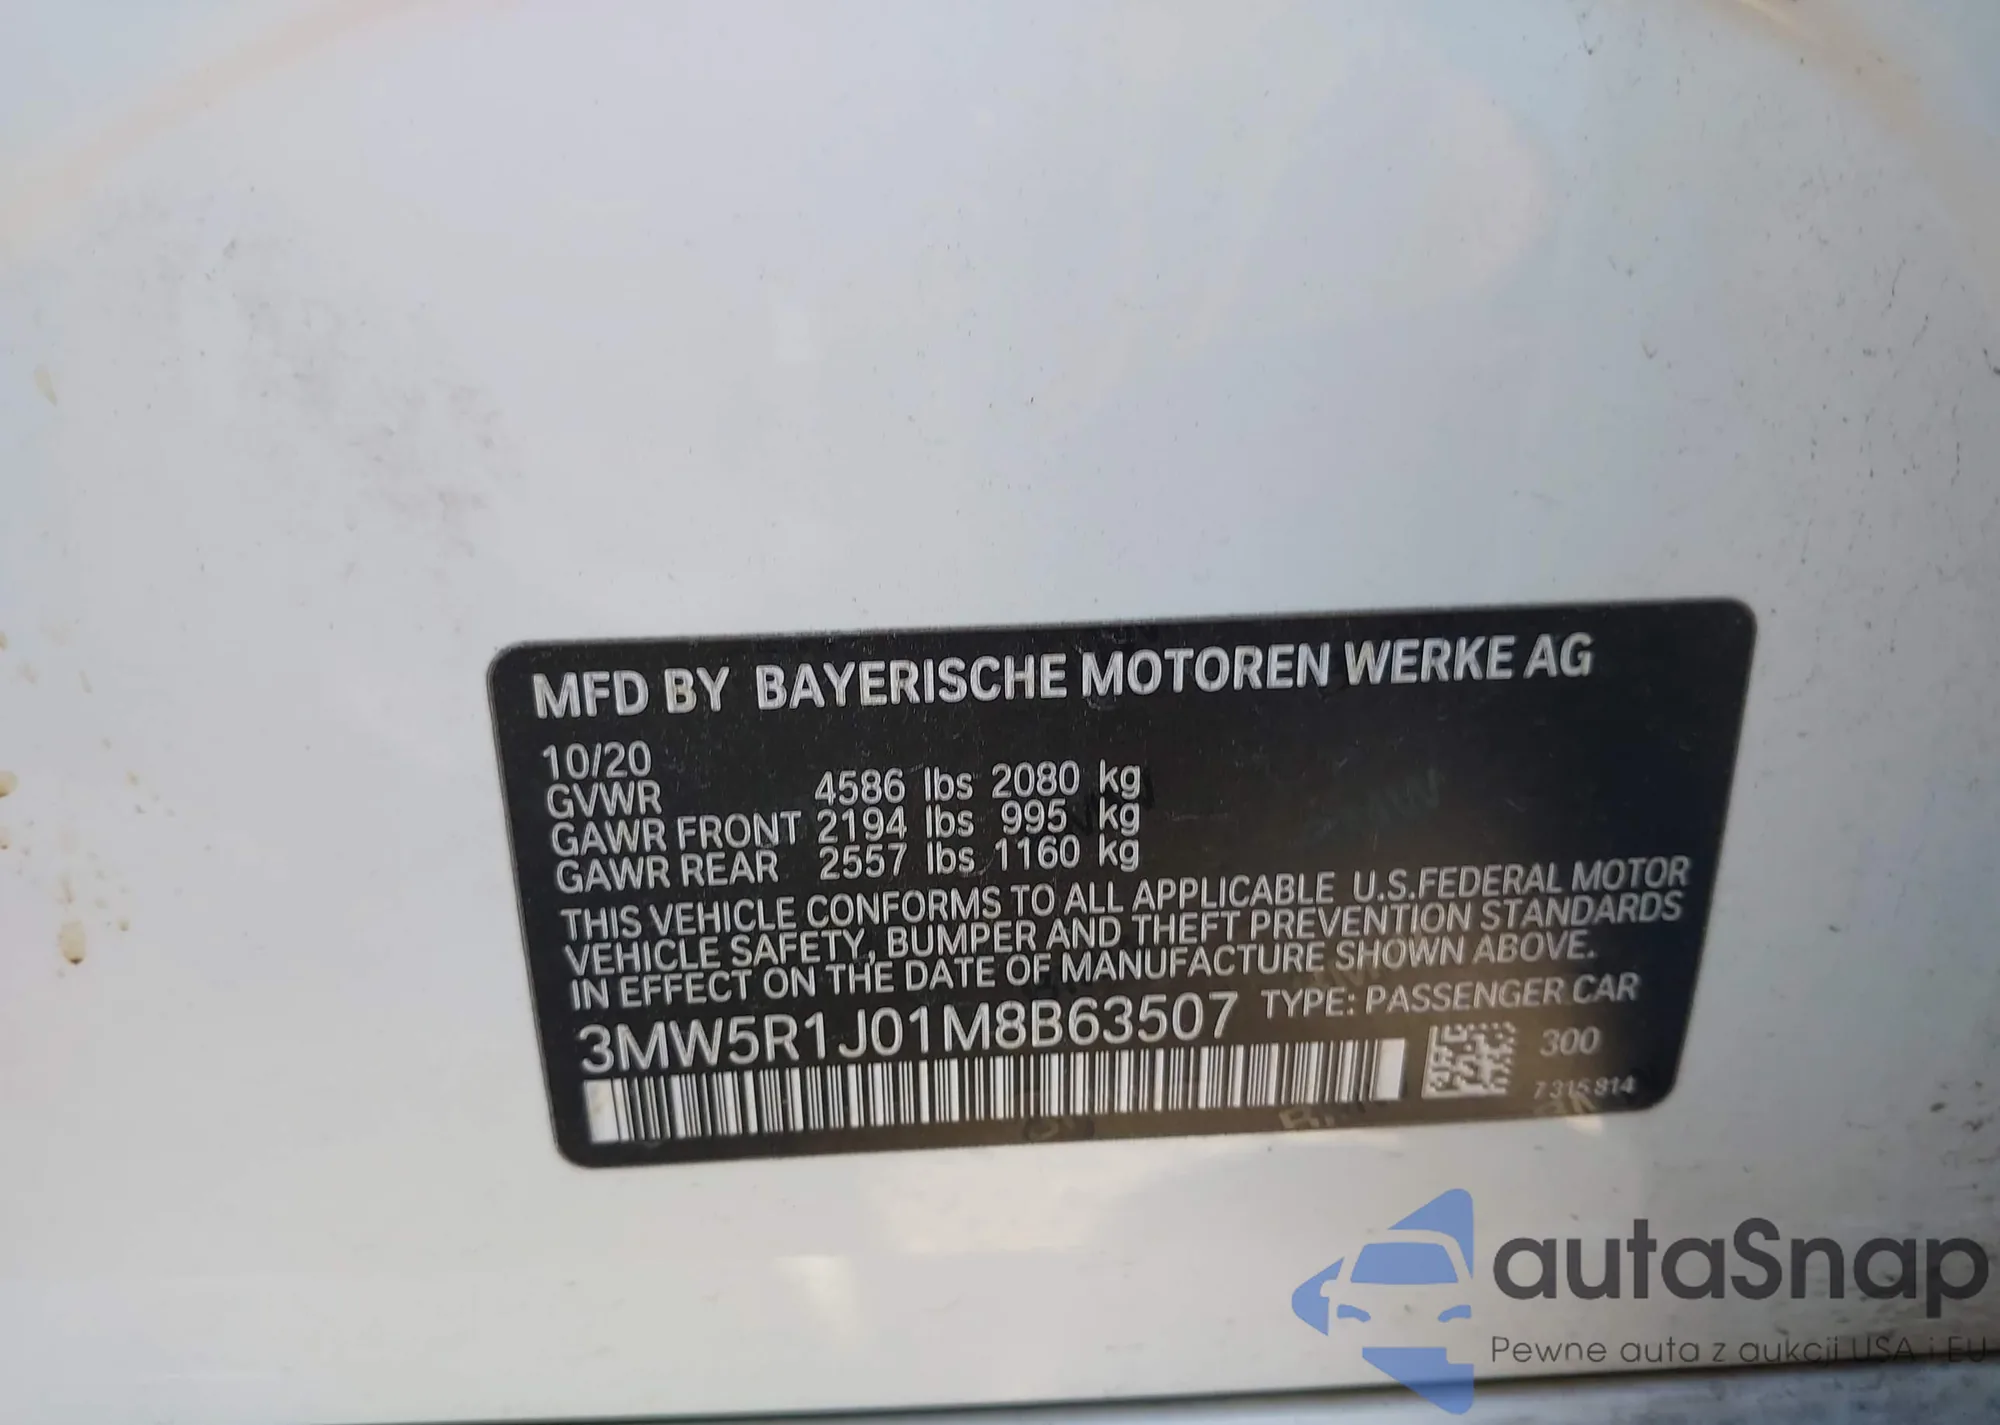 MFD BY BAYERISCHE MOTOREN WERKE AG
10/20
GVWR 4586 lbs 2080 kg
GAWR FRONT 2194 lbs 995 kg
GAWR REAR 2557 lbs 1160 kg
THIS VEHICLE CONFORMS TO ALL APPLICABLE U.S.FEDERAL MOTOR
VEHICLE SAFETY, BUMPER AND THEFT PREVENTION STANDARDS
IN EFFECT ON THE DATE OF MANUFACTURE SHOWN ABOVE.
3MW5R1J01M8B63507 TYPE: PASSENGER CAR
300
7 315 814
autaSnap
Pewne auta z aukcji USA i EU